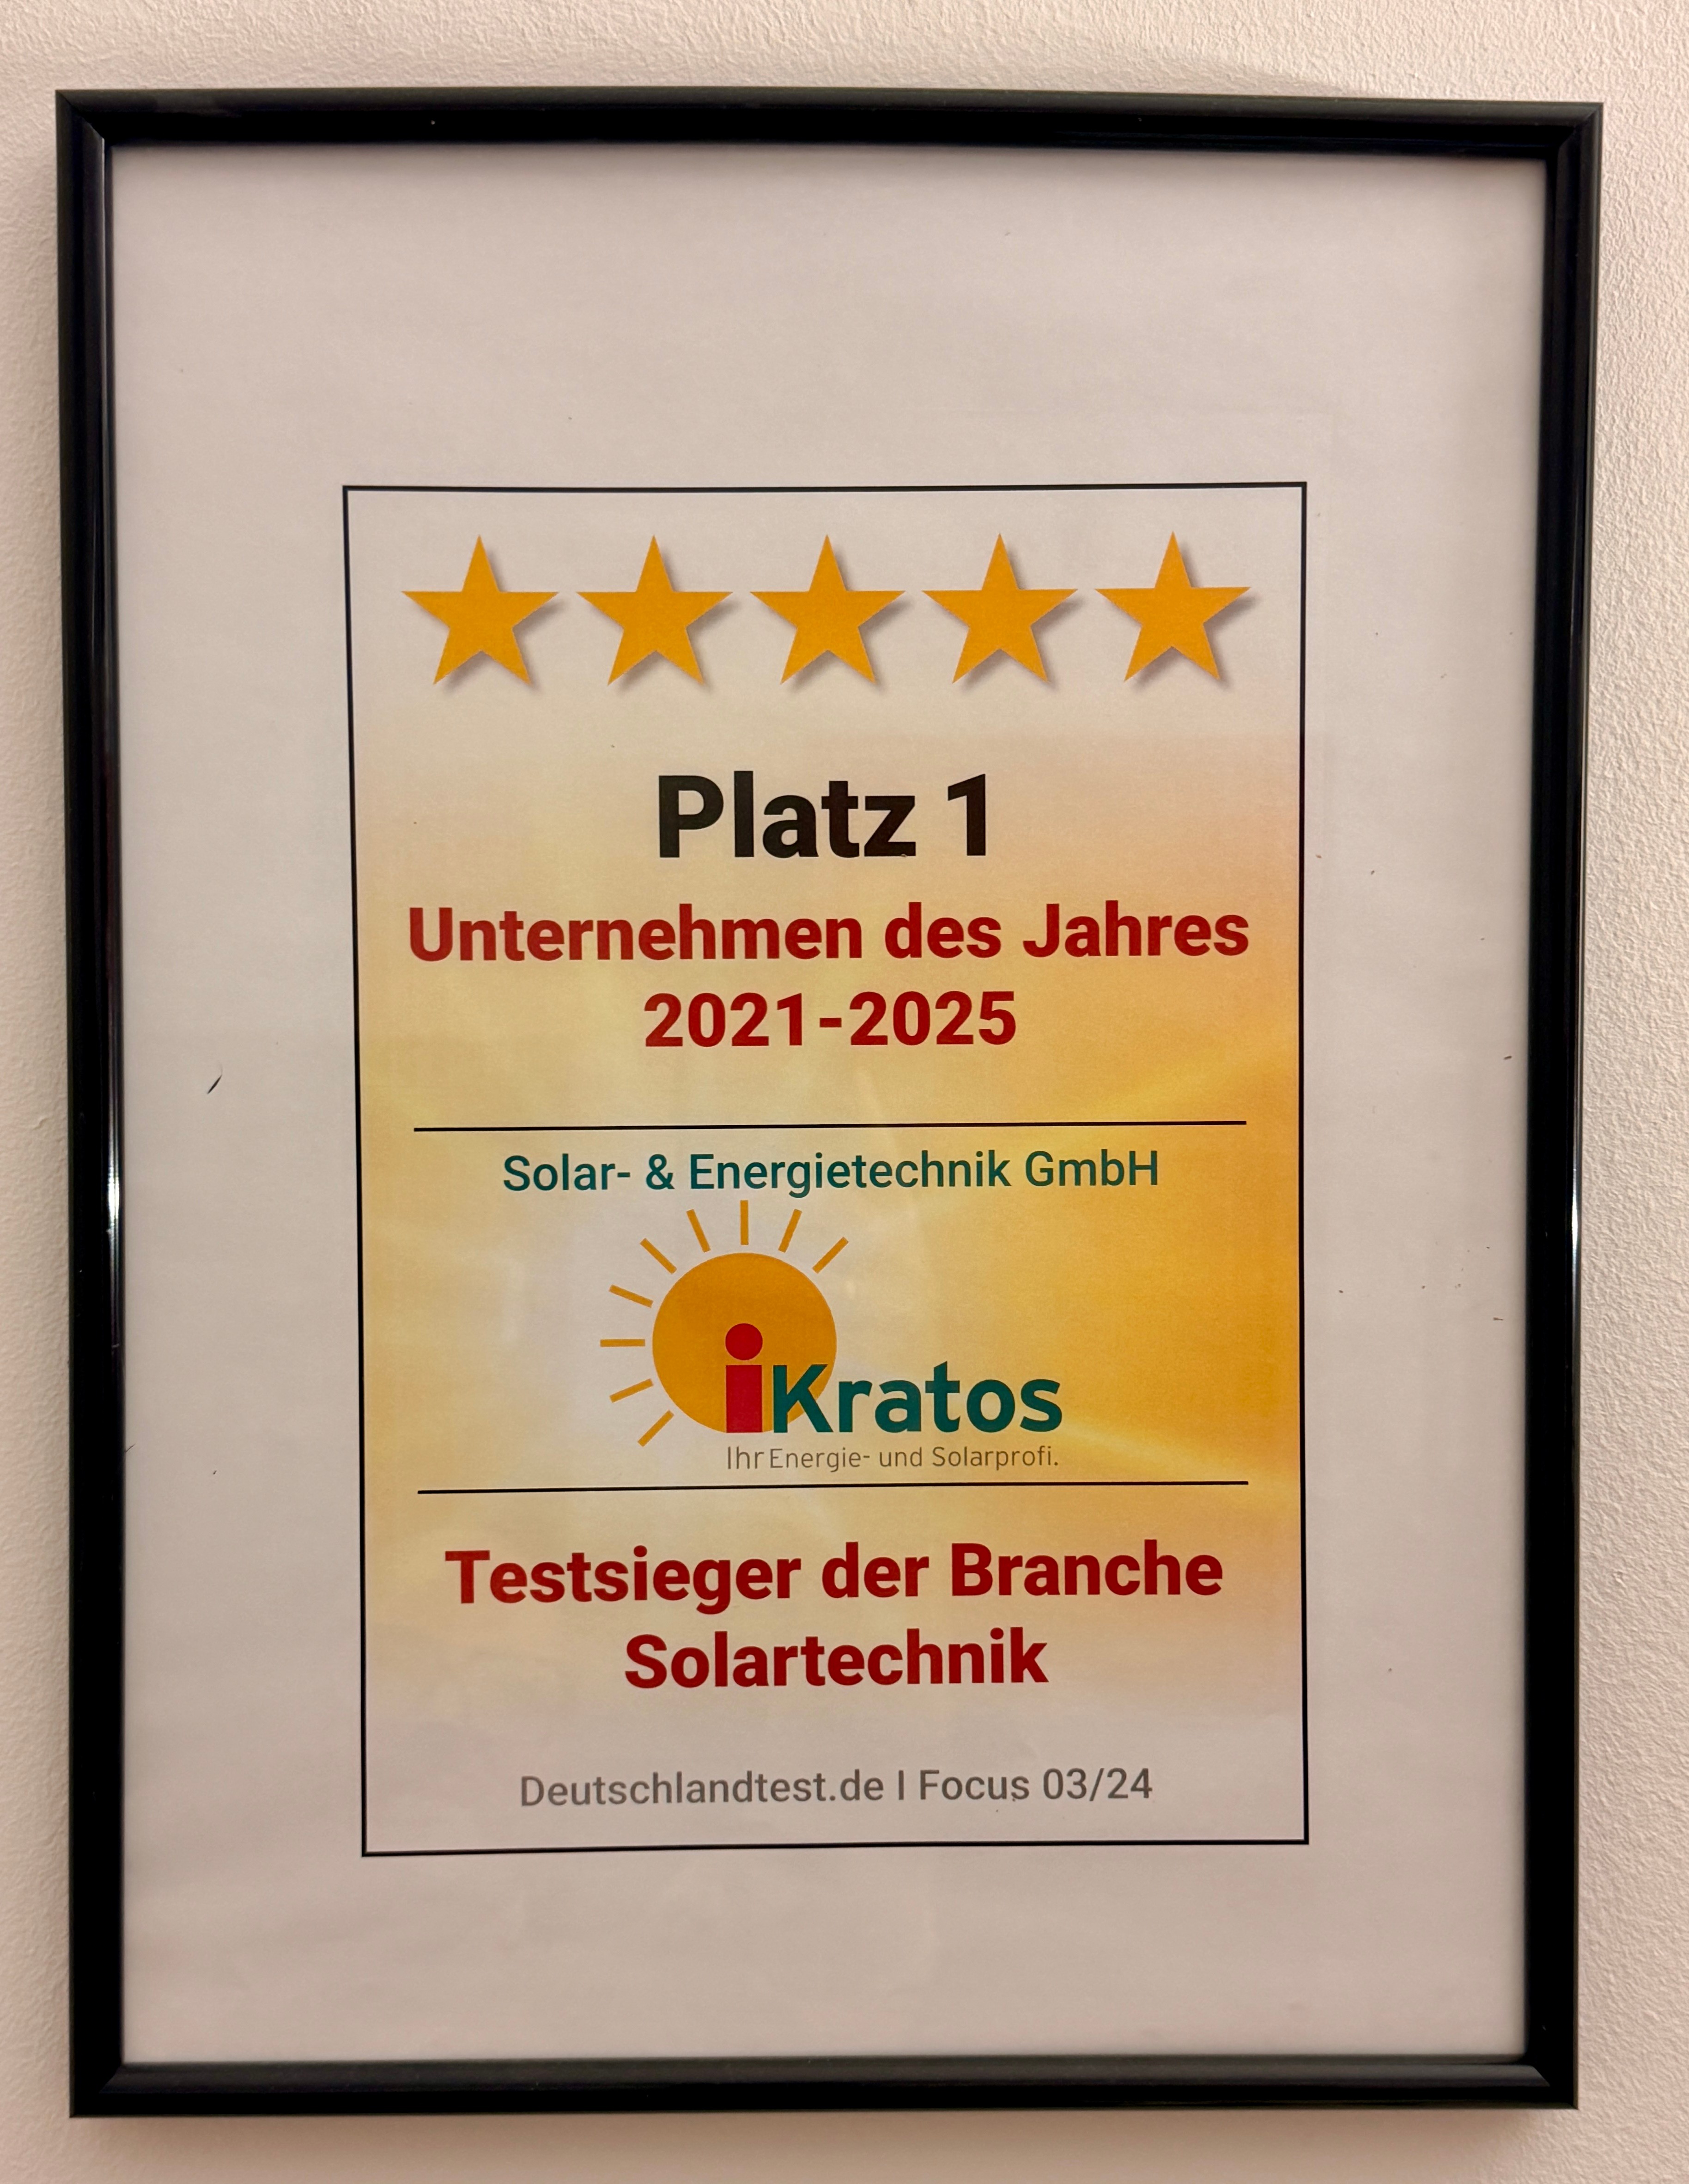 Platz 1
Unternehmen des Jahres
2021-2025
Solar- & Energietechnik GmbH
iKratos
Ihr Energie- und Solarprofi.
Testsieger der Branche
Solartechnik
Deutschlandtest.de I Focus 03/24